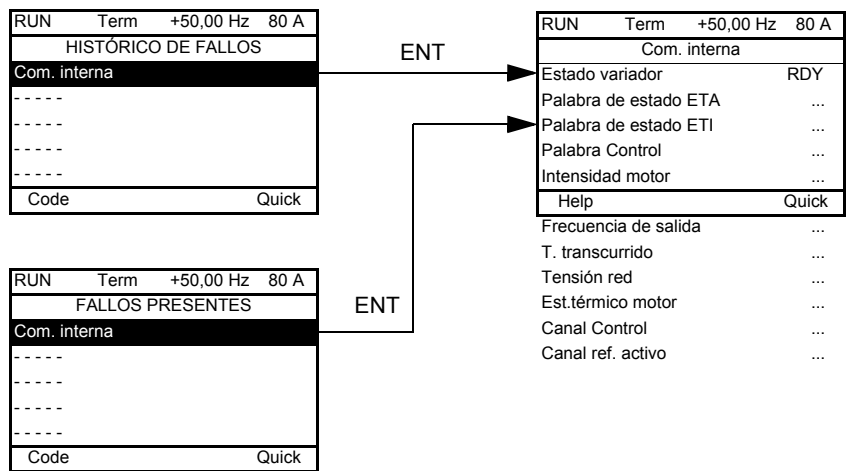 RUN Term +50,00 Hz 80 A
HISTÓRICO DE FALLOS
Com. interna
- - - - -
- - - - -
- - - - -
- - - - -
Code Quick
ENT
RUN Term +50,00 Hz 80 A
FALLOS PRESENTES
Com. interna
- - - - -
- - - - -
- - - - -
- - - - -
Code Quick
ENT
RUN Term +50,00 Hz 80 A
Com. interna
Estado variador RDY
Palabra de estado ETA ...
Palabra de estado ETI ...
Palabra Control ...
Intensidad motor ...
Help Quick
Frecuencia de salida ...
T. transcurrido ...
Tensión red ...
Est.térmico motor ...
Canal Control ...
Canal ref. activo ...